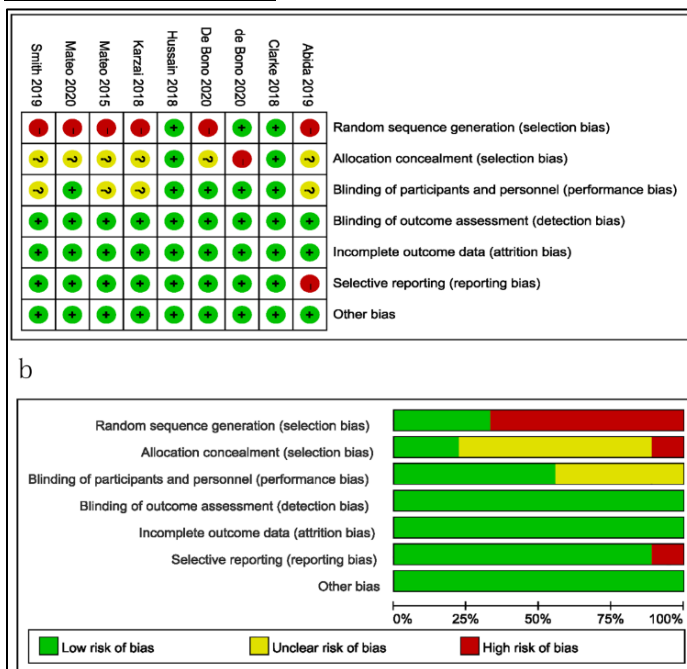 Smith 2019
Mateo 2020
Mateo 2015
Karzai 2018
Hussain 2018
De Bono 2020
de Bono 2020
Clarke 2018
Abida 2019
- - - - + - + + - Random sequence generation (selection bias)
? ? ? ? + ? - + ? Allocation concealment (selection bias)
? + ? ? + + + + ? Blinding of participants and personnel (performance bias)
+ + + + + + + + + Blinding of outcome assessment (detection bias)
+ + + + + + + + + Incomplete outcome data (attrition bias)
+ + + + + + + + - Selective reporting (reporting bias)
+ + + + + + + + + Other bias
b
Random sequence generation (selection bias)
Allocation concealment (selection bias)
Blinding of participants and personnel (performance bias)
Blinding of outcome assessment (detection bias)
Incomplete outcome data (attrition bias)
Selective reporting (reporting bias)
Other bias
0% 25% 50% 75% 100%
Low risk of bias Unclear risk of bias High risk of bias